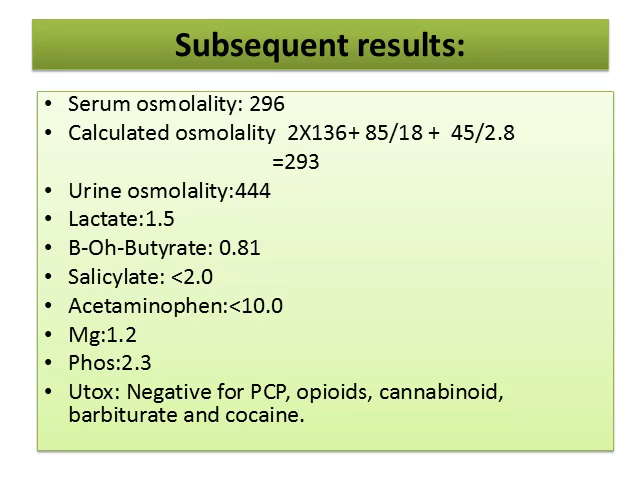 Subsequent results:
• Serum osmolality: 296
• Calculated osmolality 2X136+ 85/18 + 45/2.8
=293
• Urine osmolality:444
• Lactate:1.5
• B-Oh-Butyrate: 0.81
• Salicylate: <2.0
• Acetaminophen:<10.0
• Mg:1.2
• Phos:2.3
• Utox: Negative for PCP, opioids, cannabinoid,
barbiturate and cocaine.